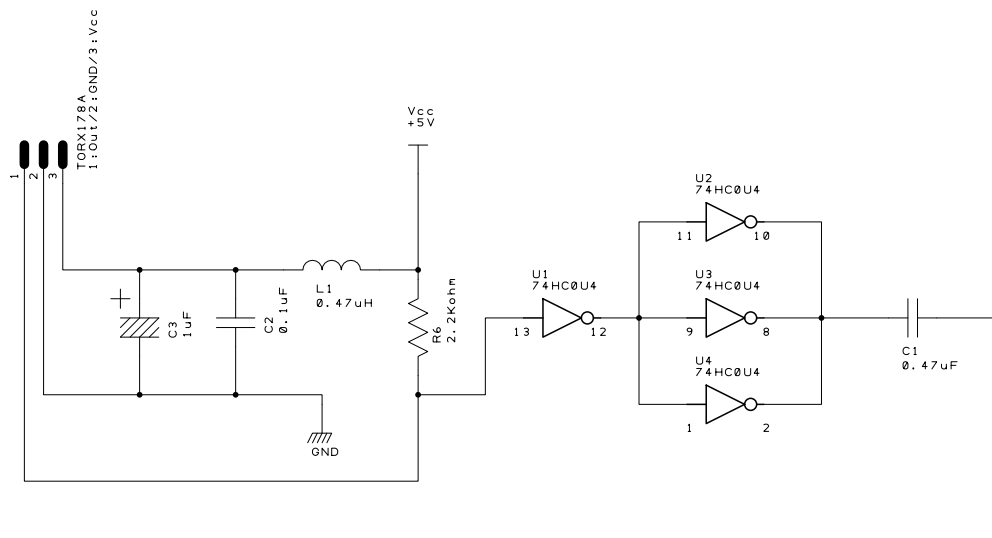 TORX178A
1:Out/2:GND/3:Vcc
1
2
3
Vcc
+5V
L1
0.47uH
C3
1uF
C2
0.1uF
R6
2.2Kohm
GND
U1
74HC0U4
13
12
U2
74HC0U4
11
10
U3
74HC0U4
9
8
U4
74HC0U4
1
2
C1
0.47uF